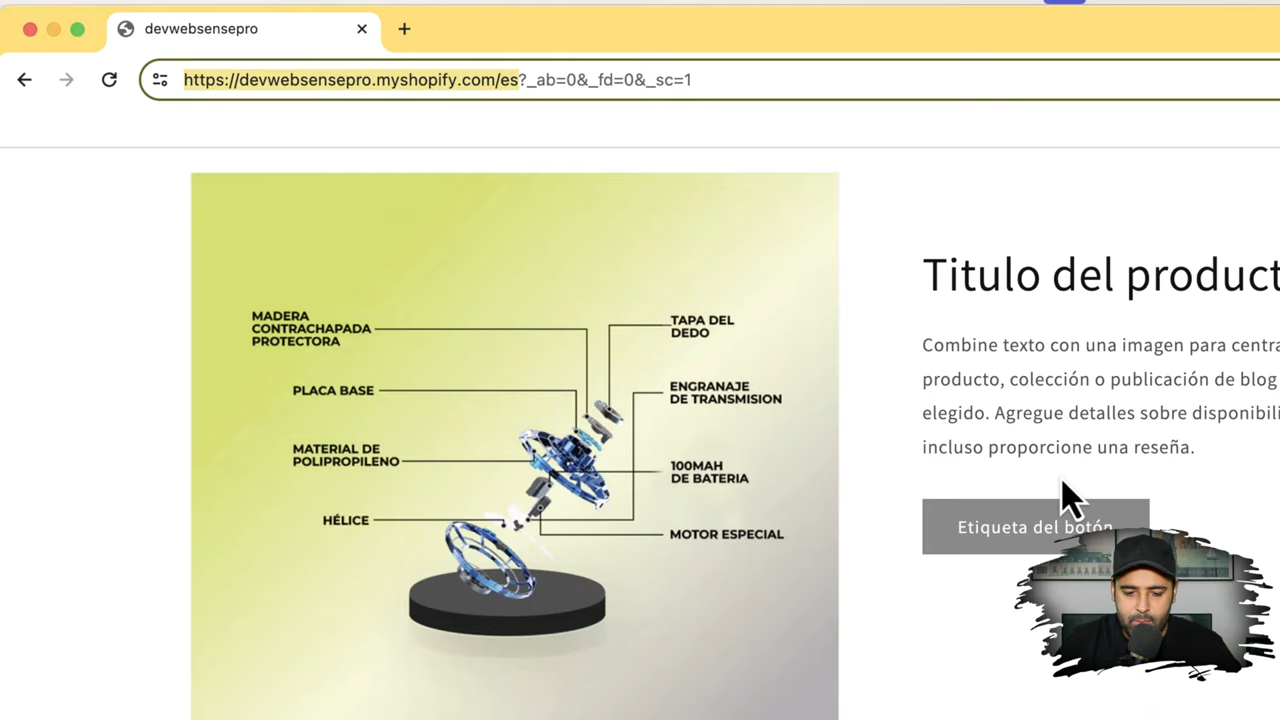 devwebsensepro
https://devwebsensepro.myshopify.com/es?_ab=0&_fd=0&_sc=1
MADERA
CONTRACHAPADA
PROTECTORA
PLACA BASE
MATERIAL DE
POLIPROPILENO
HÉLICE
TAPA DEL
DEDO
ENGRANAJE
DE TRANSMISION
100MAH
DE BATERIA
MOTOR ESPECIAL
Titulo del product
Combine texto con una imagen para centra
producto, colección o publicación de blog
elegido. Agregue detalles sobre disponibili
incluso proporcione una reseña.
Etiqueta del botón